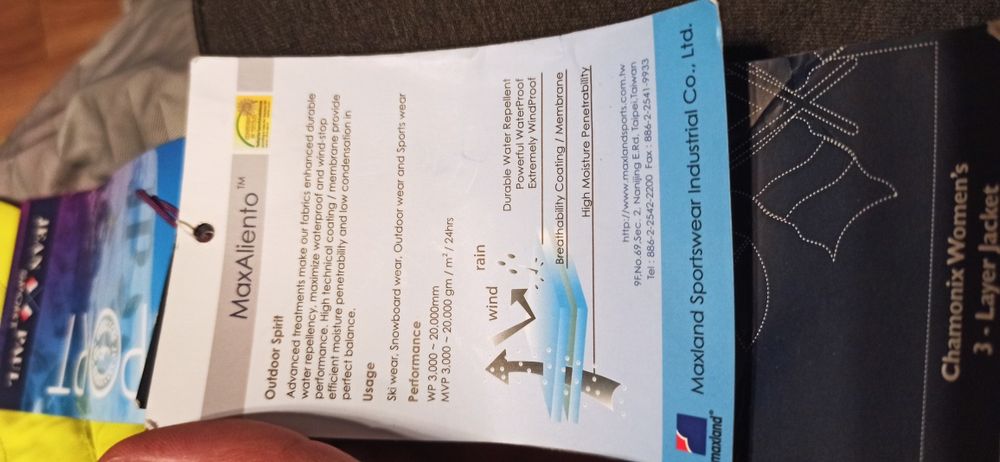 MaxAliento™
Outdoor Spirit
Advanced treatments make our fabrics enhanced durable
water repellency, maximize waterproof and wind-stop
performance. High technical coating / membrane provide
efficient moisture penetrability and low condensation in
perfect balance.
Usage
Ski wear, Snowboard wear, Outdoor wear and Sports wear
Performance
WP 3,000 ~ 20,000mm
MVP 3,000 ~ 20,000 gm / m² / 24hrs
wind
rain
Durable Water Repellent
Powerful WaterProof
Extremely WindProof
Breathability Coating / Membrane
High Moisture Penetrability
http://www.maxlandsports.com.tw
9F,No.69,Sec. 2, Nanijing E.Rd, Taipei,Taiwan
Tel : 886-2-2542-2200 Fax : 886-2-2541-9933
maxland®
Maxland Sportswear Industrial Co., Ltd.
Chamonix Women's
3 - Layer Jacket
JEAN
PAUL